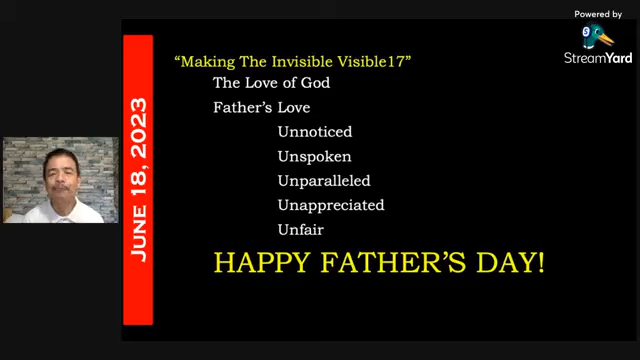 Powered by
StreamYard
JUNE 18, 2023
“Making The Invisible Visible17”
The Love of God
Father’s Love
Unnoticed
Unspoken
Unparalleled
Unappreciated
Unfair
HAPPY FATHER’S DAY!